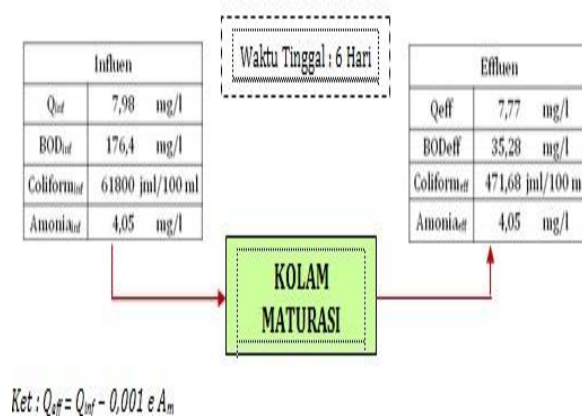 Waktu Tinggal : 6 Hari
Influen
Qinf 7,98 mg/l
BODinf 176,4 mg/l
Coliforminf 61800 jml/100 ml
Amoniainf 4,05 mg/l
Effluen
Qeff 7,77 mg/l
BODeff 35,28 mg/l
Coliformeff 471,68 jml/100 m
Amoniaeff 4,05 mg/l
KOLAM
MATURASI
Ket : Qeff = Qinf – 0,001 e Am